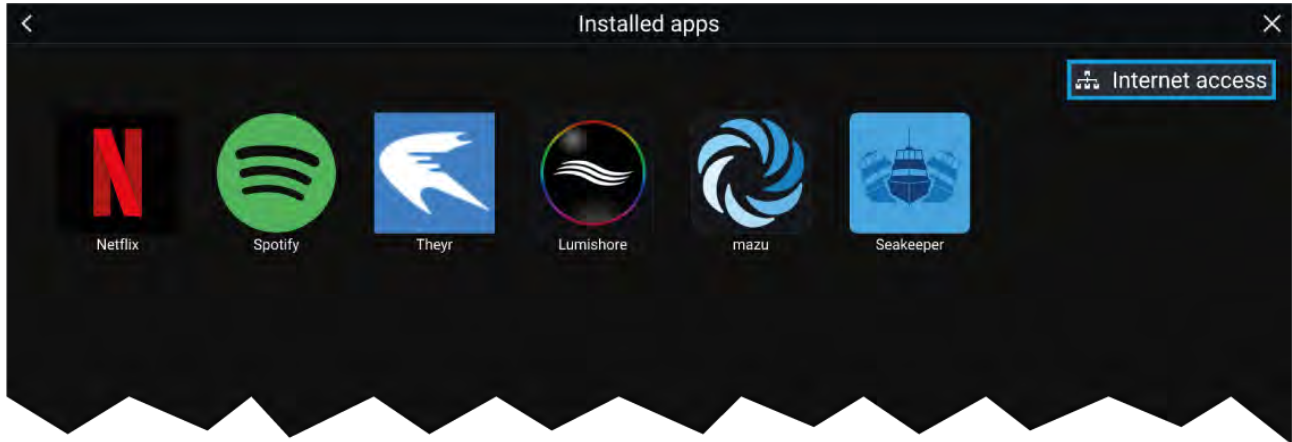 Installed apps
Internet access
N
Netflix
Spotify
Theyr
Lumishore
mazu
Seakeeper